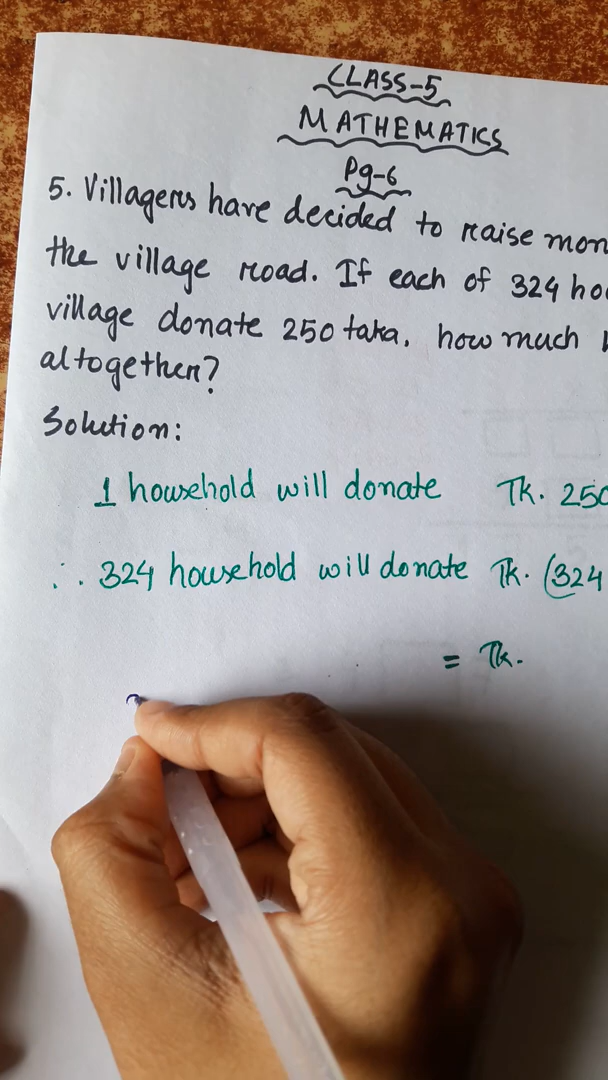 CLASS-5
MATHEMATICS
Pg-6
5. Villagers have decided to raise mon
the village road. If each of 324 ho
village donate 250 taka, how much
altogether?
Solution:
1 household will donate Tk. 250
∴ 324 household will donate Tk. (324
= Tk.